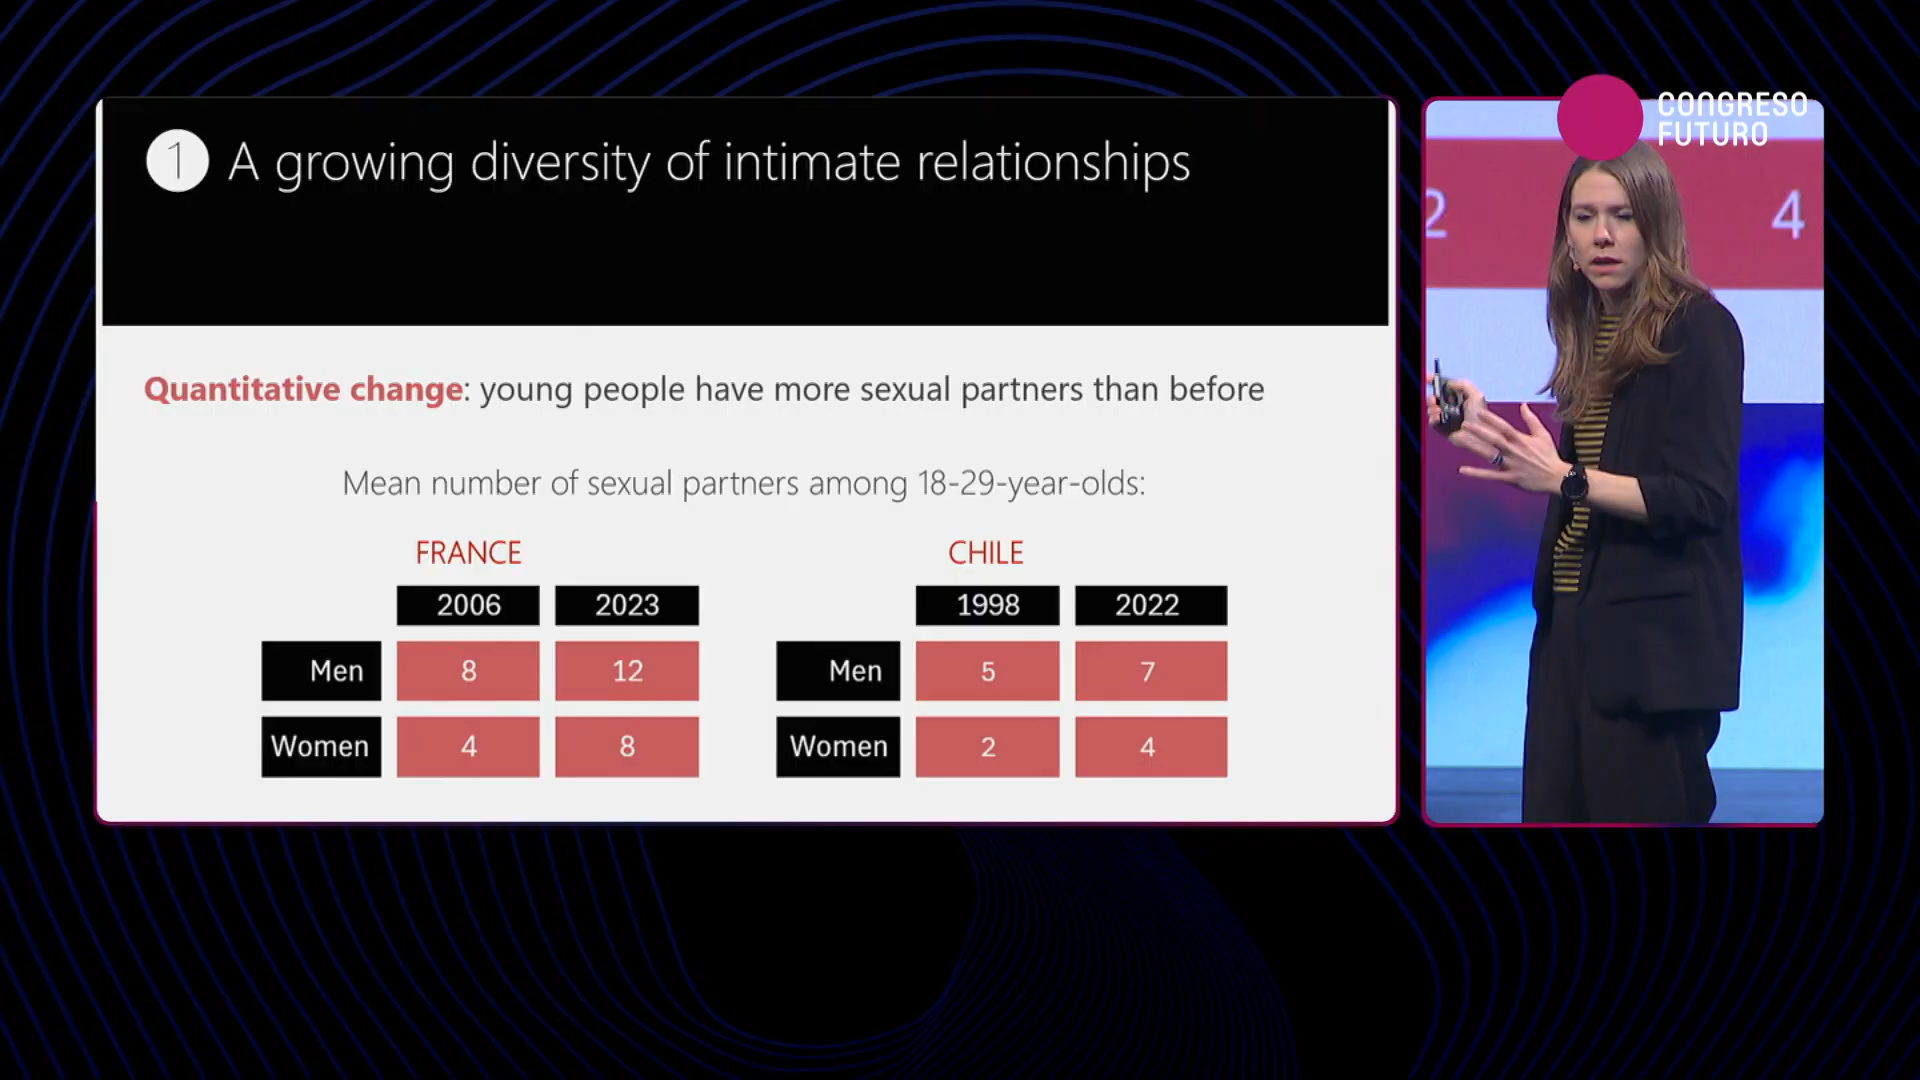 1 A growing diversity of intimate relationships
Quantitative change: young people have more sexual partners than before
Mean number of sexual partners among 18-29-year-olds:
FRANCE
2006 2023
Men 8 12
Women 4 8
CHILE
1998 2022
Men 5 7
Women 2 4
CONGRESO
FUTURO
2 4